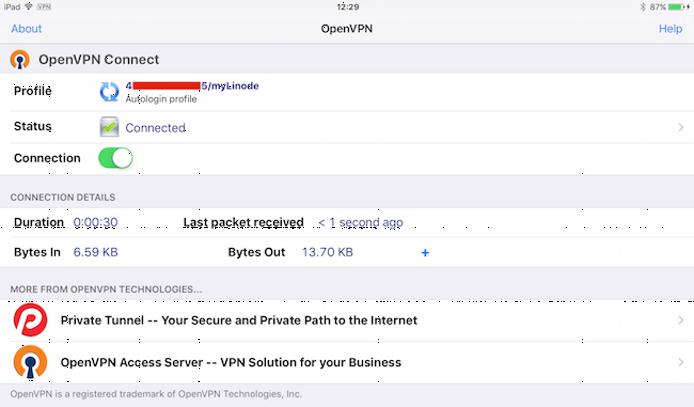 iPad VPN 12:29 87%
About OpenVPN Help
OpenVPN Connect
Profile 4 5/myLinode
Autologin profile
Status Connected
Connection
CONNECTION DETAILS
Duration 0:00:30 Last packet received < 1 second ago
Bytes In 6.59 KB Bytes Out 13.70 KB +
MORE FROM OPENVPN TECHNOLOGIES...
Private Tunnel -- Your Secure and Private Path to the Internet
OpenVPN Access Server -- VPN Solution for your Business
OpenVPN is a registered trademark of OpenVPN Technologies, Inc.